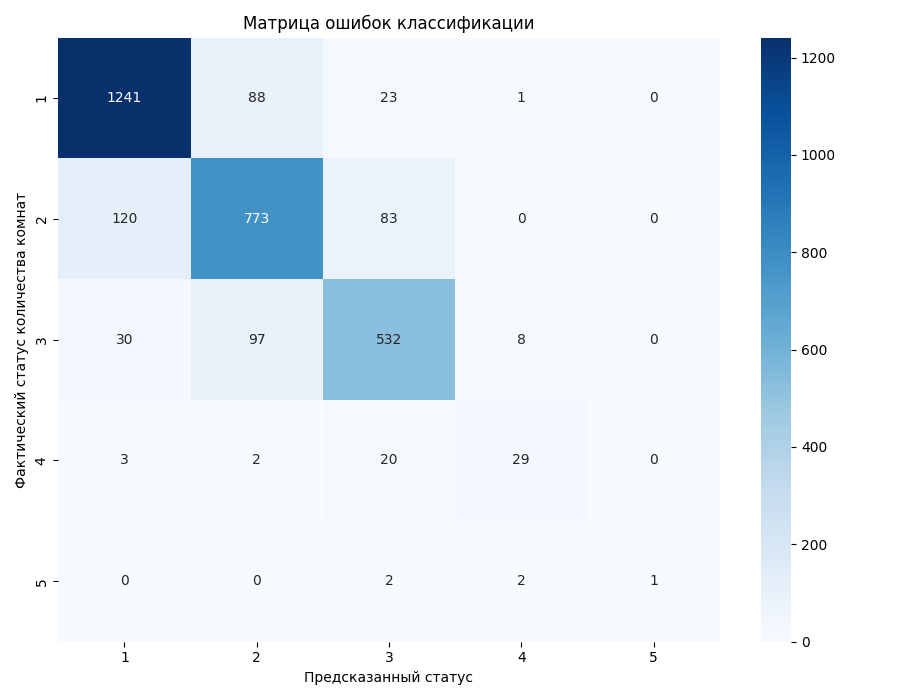 Матрица ошибок классификации
1 1241 88 23 1 0
2 120 773 83 0 0
3 30 97 532 8 0
4 3 2 20 29 0
5 0 0 2 2 1
1 2 3 4 5
Предсказанный статус
Фактический статус количества комнат
1200
1000
800
600
400
200
0